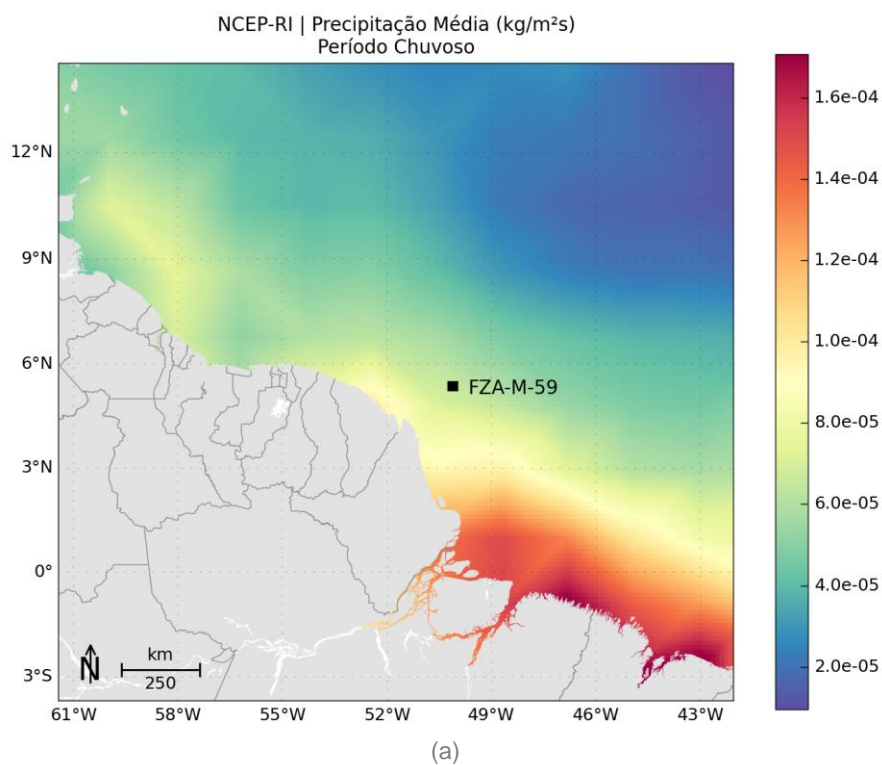 NCEP-RI | Precipitação Média (kg/m²s)
Período Chuvoso
12°W
9°N
6°N
3°N
0°
3°S
61°W
58°W
55°W
52°W
49°W
46°W
43°W
FZA-M-59
N
km
250
1.6e-04
1.4e-04
1.2e-04
1.0e-04
8.0e-05
6.0e-05
4.0e-05
2.0e-05
(a)